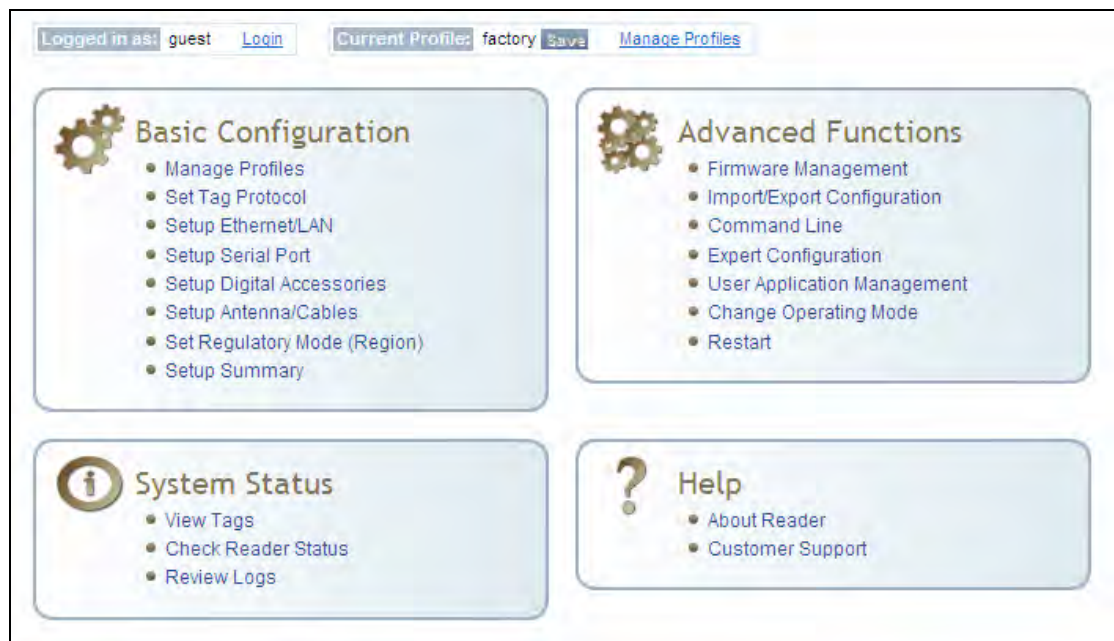 Logged in as: guest Login Current Profile: factory Save Manage Profiles
Basic Configuration
Manage Profiles
Set Tag Protocol
Setup Ethernet/LAN
Setup Serial Port
Setup Digital Accessories
Setup Antenna/Cables
Set Regulatory Mode (Region)
Setup Summary
Advanced Functions
Firmware Management
Import/Export Configuration
Command Line
Expert Configuration
User Application Management
Change Operating Mode
Restart
System Status
View Tags
Check Reader Status
Review Logs
Help
About Reader
Customer Support